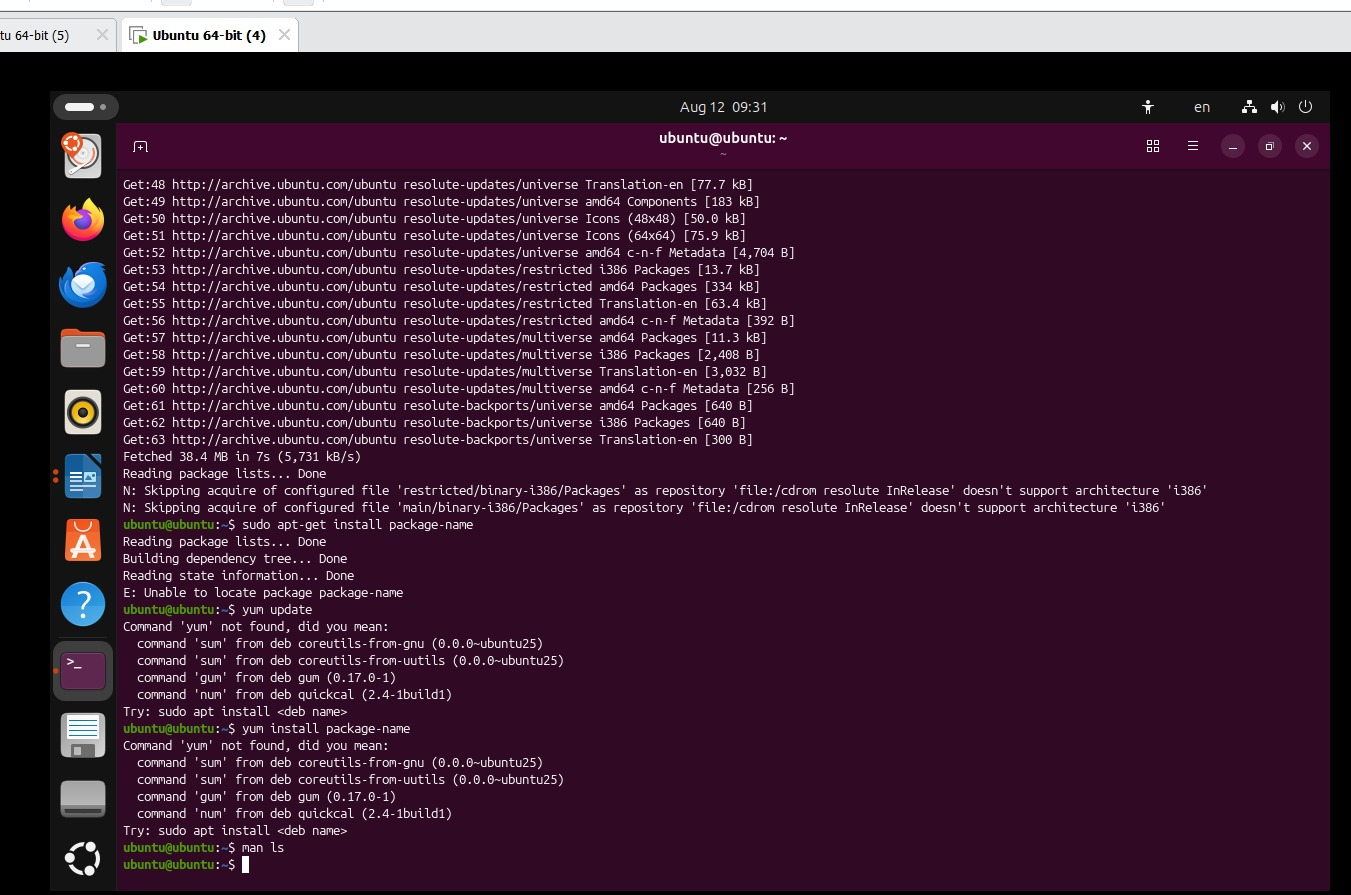 tu 64-bit (5)
Ubuntu 64-bit (4)
Aug 12 09:31
en
ubuntu@ubuntu: ~
~
Get:48 http://archive.ubuntu.com/ubuntu resolute-updates/universe Translation-en [77.7 kB]
Get:49 http://archive.ubuntu.com/ubuntu resolute-updates/universe amd64 Components [183 kB]
Get:50 http://archive.ubuntu.com/ubuntu resolute-updates/universe Icons (48x48) [50.0 kB]
Get:51 http://archive.ubuntu.com/ubuntu resolute-updates/universe Icons (64x64) [75.9 kB]
Get:52 http://archive.ubuntu.com/ubuntu resolute-updates/universe amd64 c-n-f Metadata [4,704 B]
Get:53 http://archive.ubuntu.com/ubuntu resolute-updates/restricted i386 Packages [13.7 kB]
Get:54 http://archive.ubuntu.com/ubuntu resolute-updates/restricted amd64 Packages [334 kB]
Get:55 http://archive.ubuntu.com/ubuntu resolute-updates/restricted Translation-en [63.4 kB]
Get:56 http://archive.ubuntu.com/ubuntu resolute-updates/restricted amd64 c-n-f Metadata [392 B]
Get:57 http://archive.ubuntu.com/ubuntu resolute-updates/multiverse amd64 Packages [11.3 kB]
Get:58 http://archive.ubuntu.com/ubuntu resolute-updates/multiverse i386 Packages [2,408 B]
Get:59 http://archive.ubuntu.com/ubuntu resolute-updates/multiverse Translation-en [3,032 B]
Get:60 http://archive.ubuntu.com/ubuntu resolute-updates/multiverse amd64 c-n-f Metadata [256 B]
Get:61 http://archive.ubuntu.com/ubuntu resolute-backports/universe amd64 Packages [640 B]
Get:62 http://archive.ubuntu.com/ubuntu resolute-backports/universe i386 Packages [640 B]
Get:63 http://archive.ubuntu.com/ubuntu resolute-backports/universe Translation-en [300 B]
Fetched 38.4 MB in 7s (5,731 kB/s)
Reading package lists... Done
N: Skipping acquire of configured file 'restricted/binary-i386/Packages' as repository 'file:/cdrom resolute InRelease' doesn't support architecture 'i386'
N: Skipping acquire of configured file 'main/binary-i386/Packages' as repository 'file:/cdrom resolute InRelease' doesn't support architecture 'i386'
ubuntu@ubuntu:~$ sudo apt-get install package-name
Reading package lists... Done
Building dependency tree... Done
Reading state information... Done
E: Unable to locate package package-name
ubuntu@ubuntu:~$ yum update
Command 'yum' not found, did you mean:
  command 'sum' from deb coreutils-from-gnu (0.0.0~ubuntu25)
  command 'sum' from deb coreutils-from-uutils (0.0.0~ubuntu25)
  command 'gum' from deb gum (0.17.0-1)
  command 'num' from deb quickcal (2.4-1build1)
Try: sudo apt install <deb name>
ubuntu@ubuntu:~$ yum install package-name
Command 'yum' not found, did you mean:
  command 'sum' from deb coreutils-from-gnu (0.0.0~ubuntu25)
  command 'sum' from deb coreutils-from-uutils (0.0.0~ubuntu25)
  command 'gum' from deb gum (0.17.0-1)
  command 'num' from deb quickcal (2.4-1build1)
Try: sudo apt install <deb name>
ubuntu@ubuntu:~$ man ls
ubuntu@ubuntu:~$